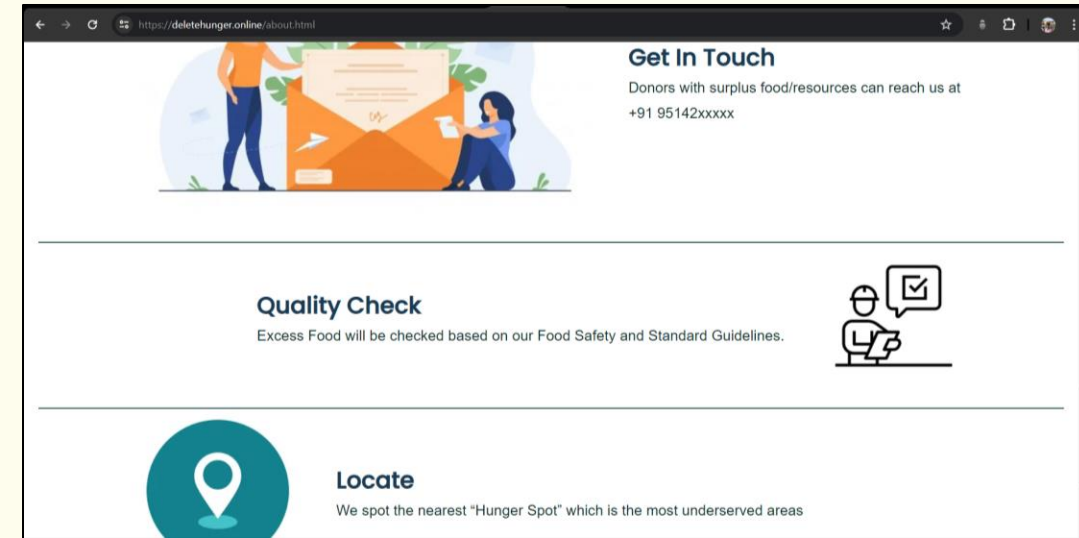 https://deletehunger.online/about.html
Get In Touch
Donors with surplus food/resources can reach us at
+91 95142xxxxx
Quality Check
Excess Food will be checked based on our Food Safety and Standard Guidelines.
Locate
We spot the nearest “Hunger Spot” which is the most underserved areas